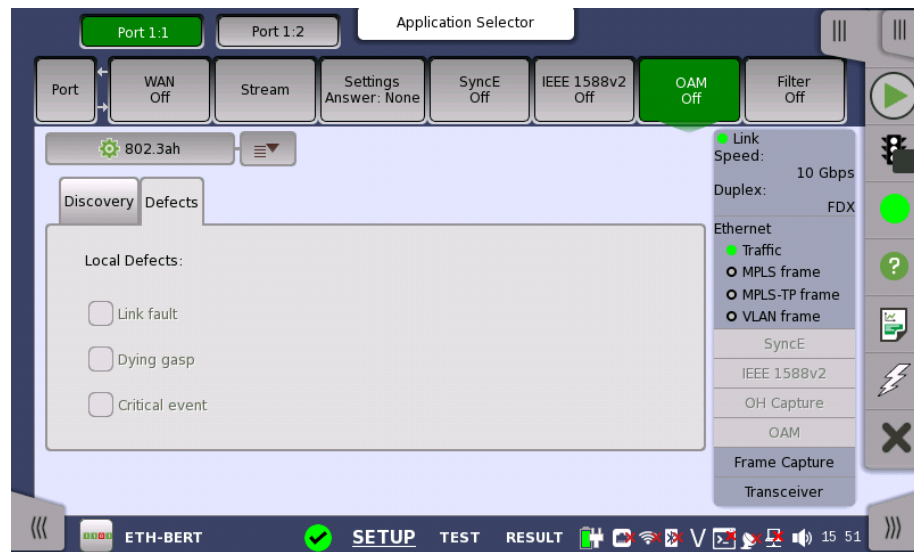 Application Selector
Port 1:1
Port 1:2
Port
WAN
Off
Stream
Settings
Answer: None
SyncE
Off
IEEE 1588v2
Off
OAM
Off
Filter
Off
802.3ah
Discovery
Defects
Local Defects:
Link fault
Dying gasp
Critical event
Link
Speed:
10 Gbps
Duplex:
FDX
Ethernet
Traffic
MPLS frame
MPLS-TP frame
VLAN frame
SyncE
IEEE 1588v2
OH Capture
OAM
Frame Capture
Transceiver
ETH-BERT
SETUP
TEST
RESULT
V
15 51